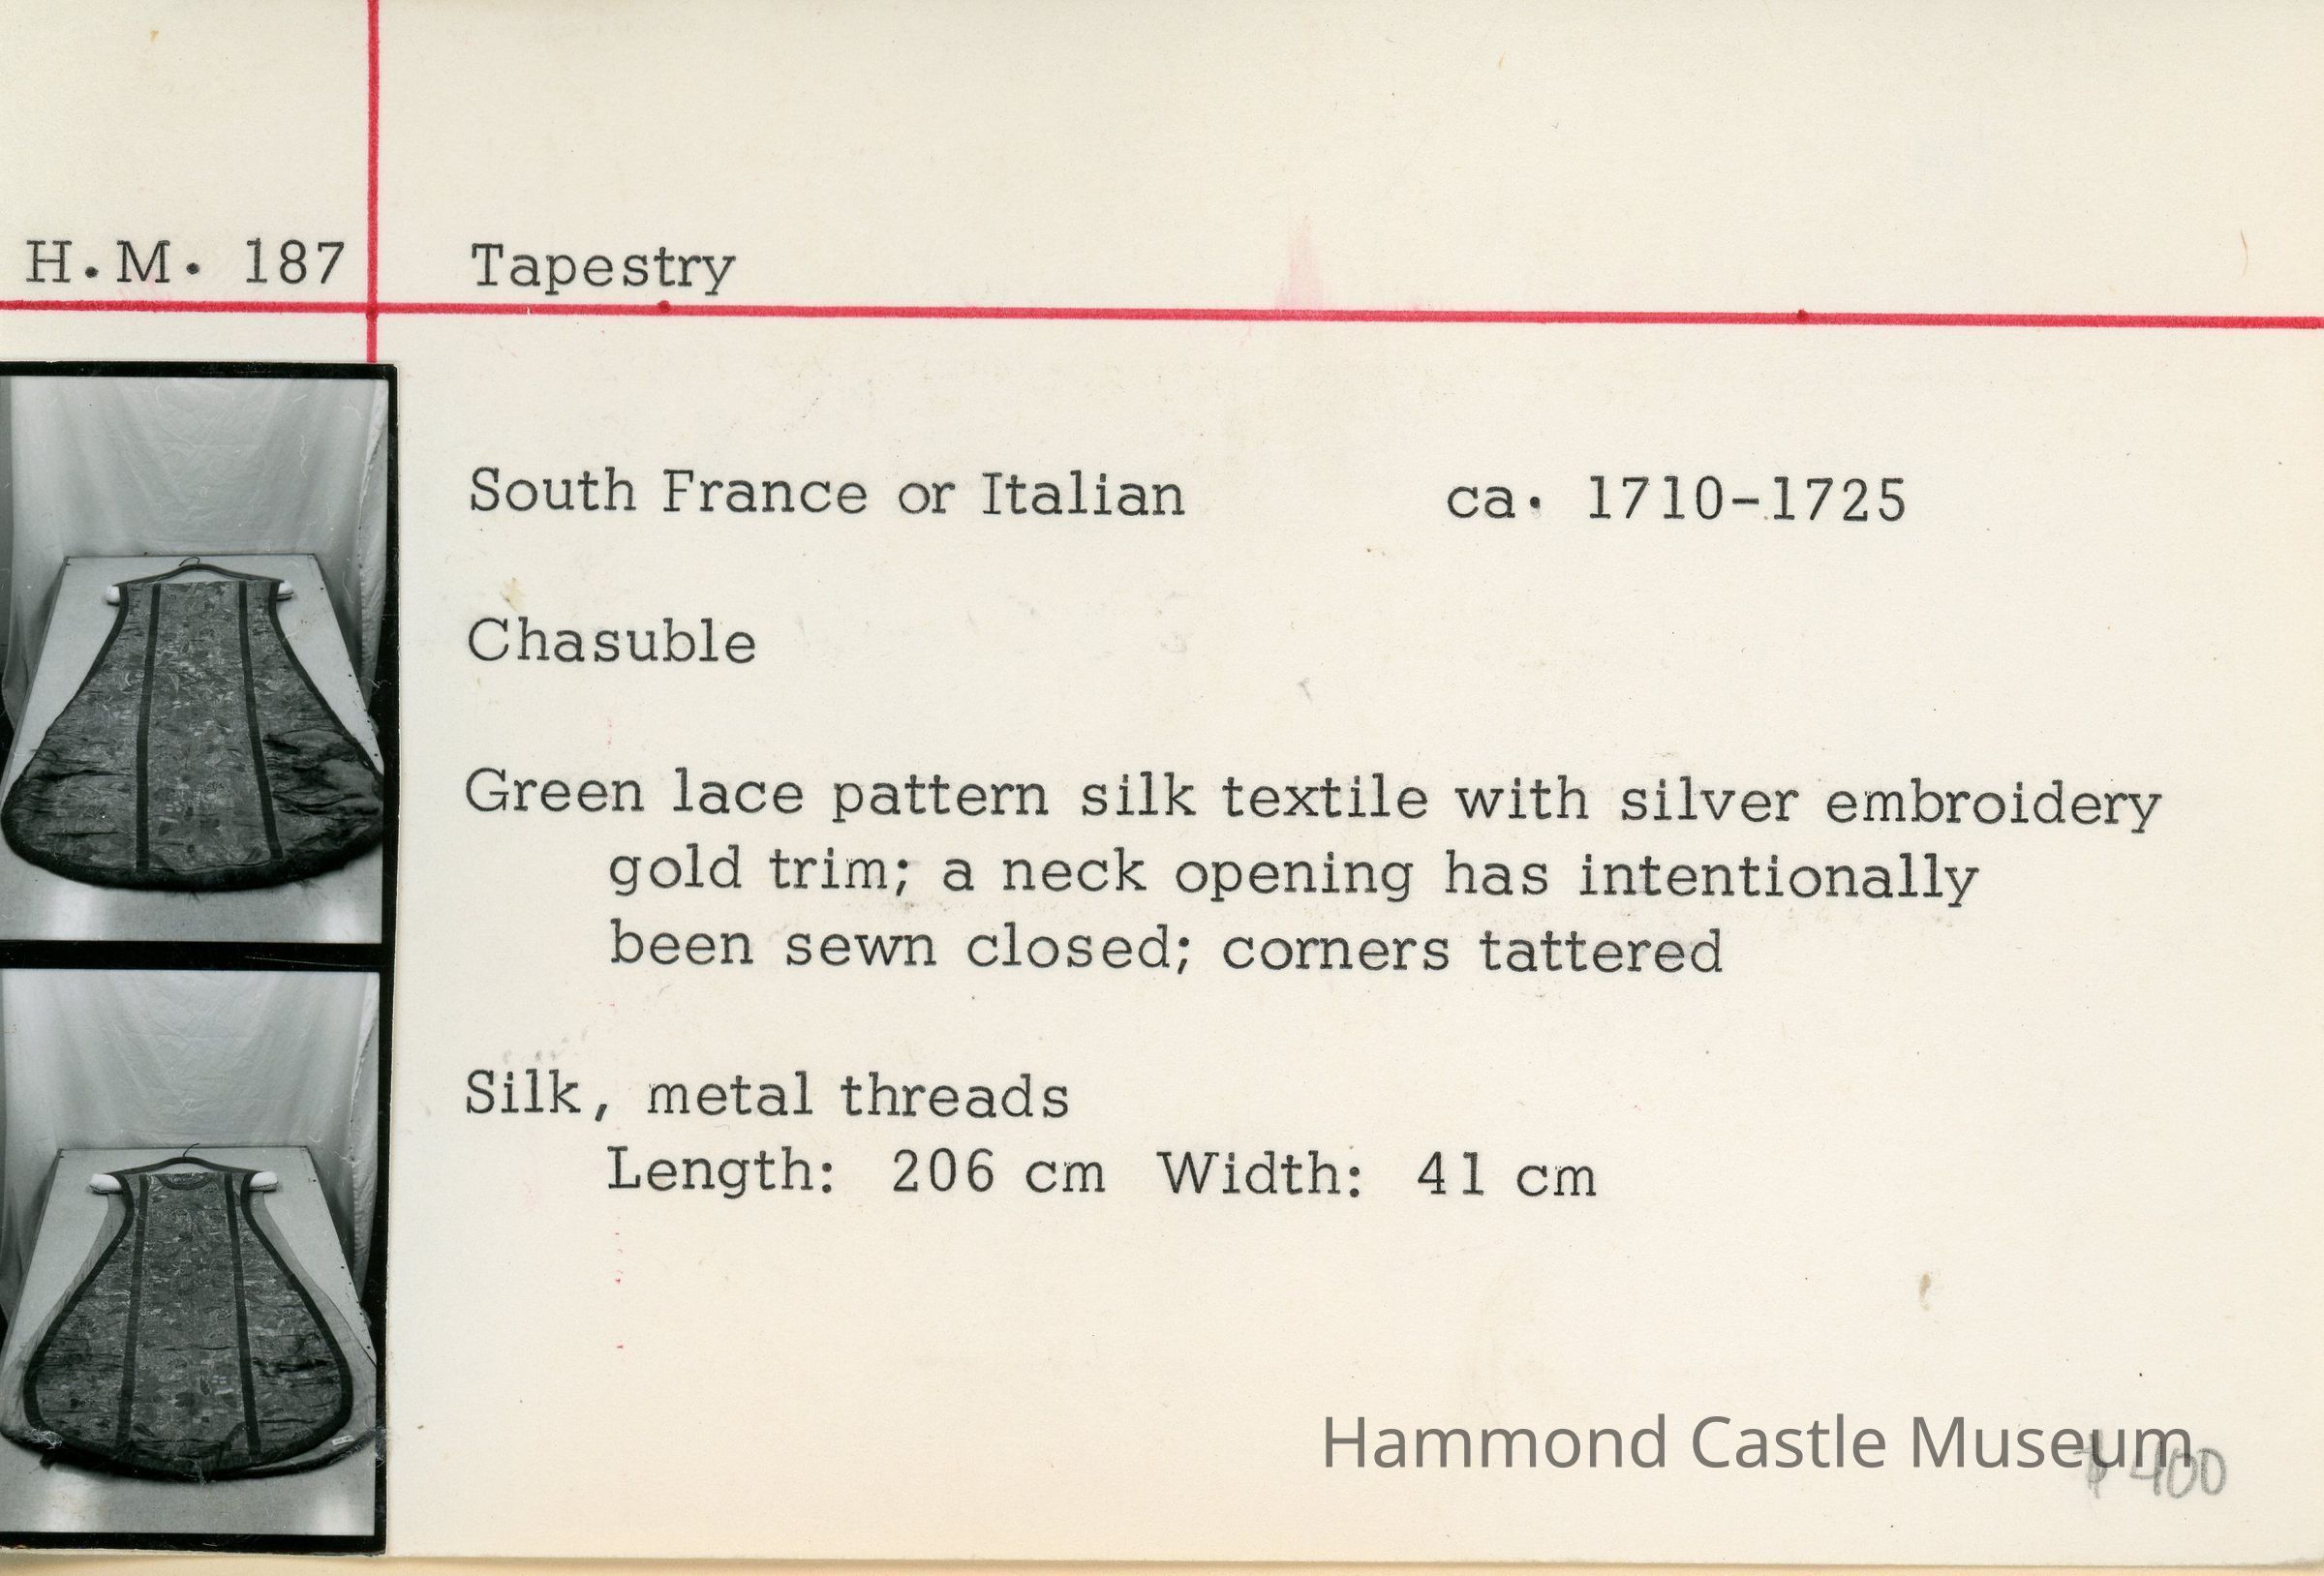 H.M. 187
Tapestry
South France or Italian ca. 1710-1725
Chasuble
Green lace pattern silk textile with silver embroidery
gold trim; a neck opening has intentionally
been sewn closed; corners tattered
Silk, metal threads
Length: 206 cm Width: 41 cm
Hammond Castle Museum
$ 400